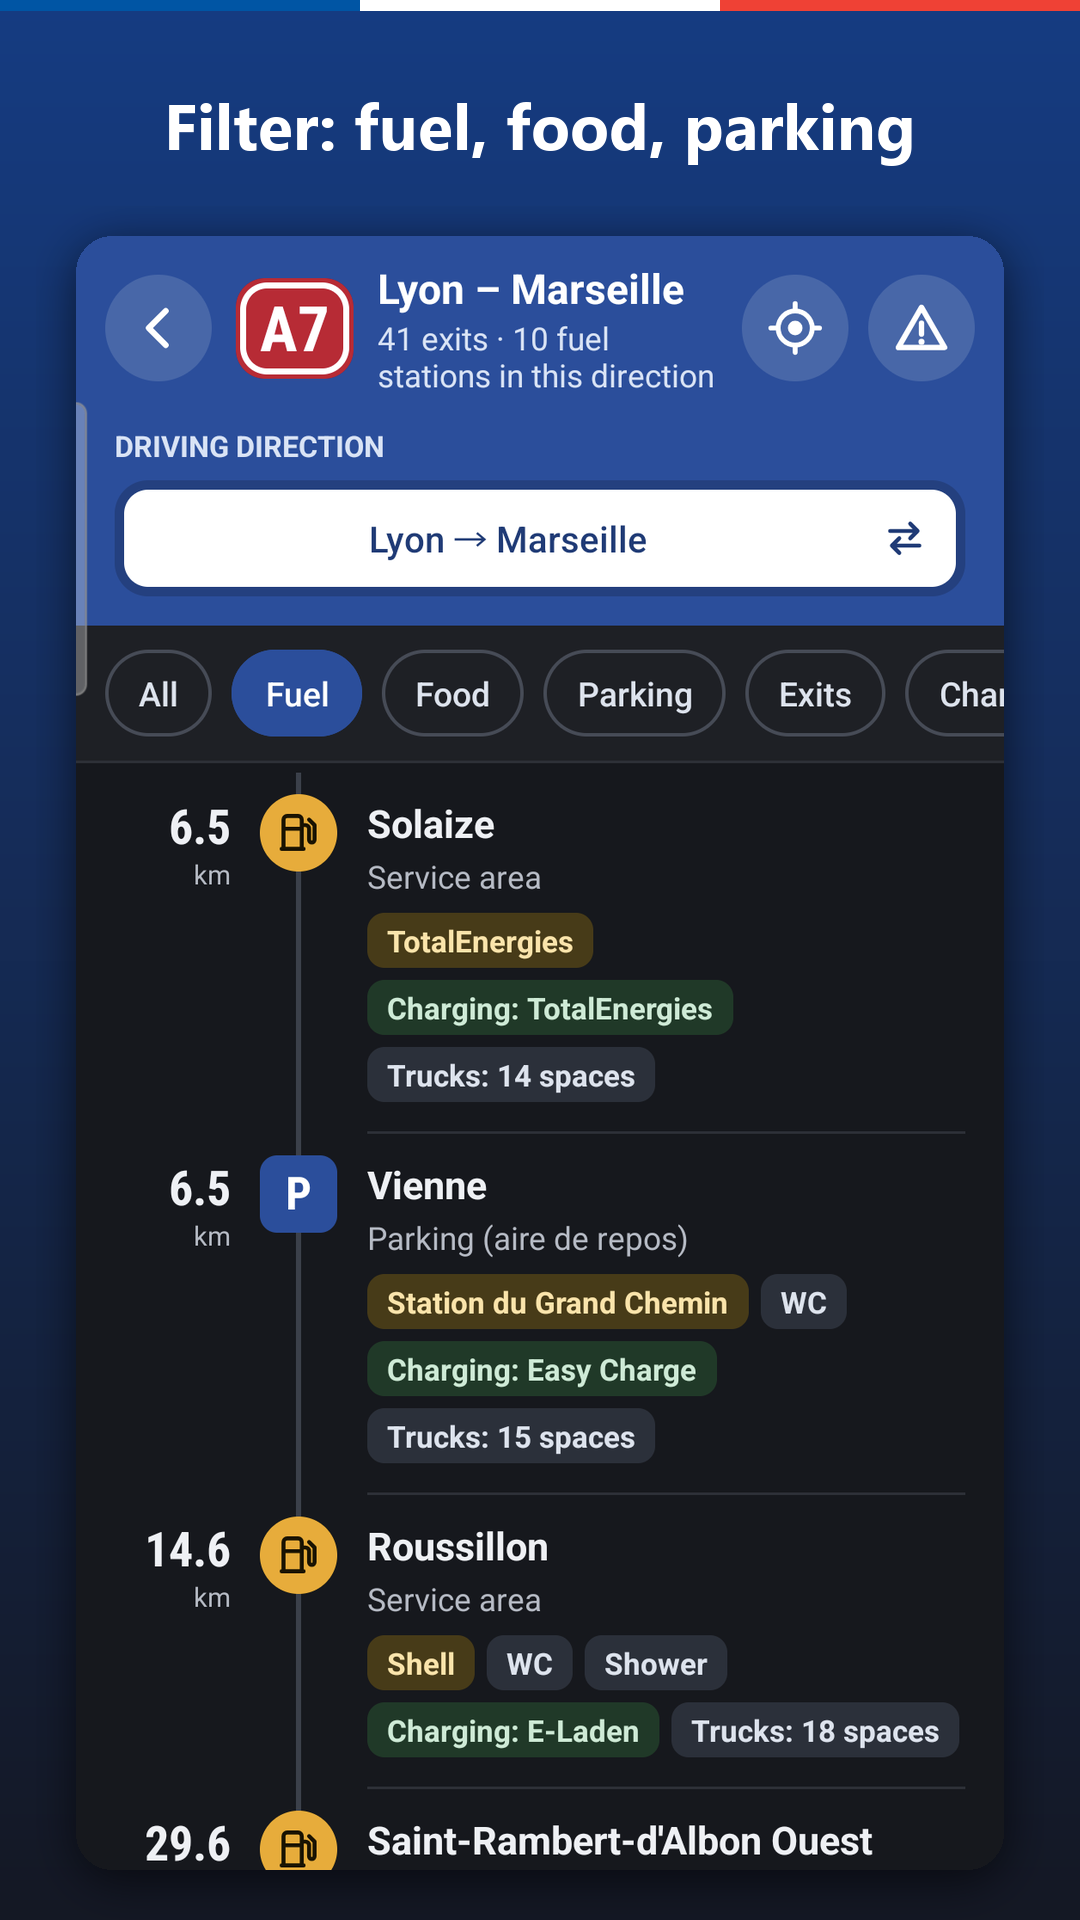 Filter: fuel, food, parking
A7
Lyon – Marseille
41 exits · 10 fuel
stations in this direction
DRIVING DIRECTION
Lyon → Marseille
All
Fuel
Food
Parking
Exits
Char
6.5
km
Solaize
Service area
TotalEnergies
Charging: TotalEnergies
Trucks: 14 spaces
6.5
km
P
Vienne
Parking (aire de repos)
Station du Grand Chemin
WC
Charging: Easy Charge
Trucks: 15 spaces
14.6
km
Roussillon
Service area
Shell
WC
Shower
Charging: E-Laden
Trucks: 18 spaces
29.6
Saint-Rambert-d'Albon Ouest